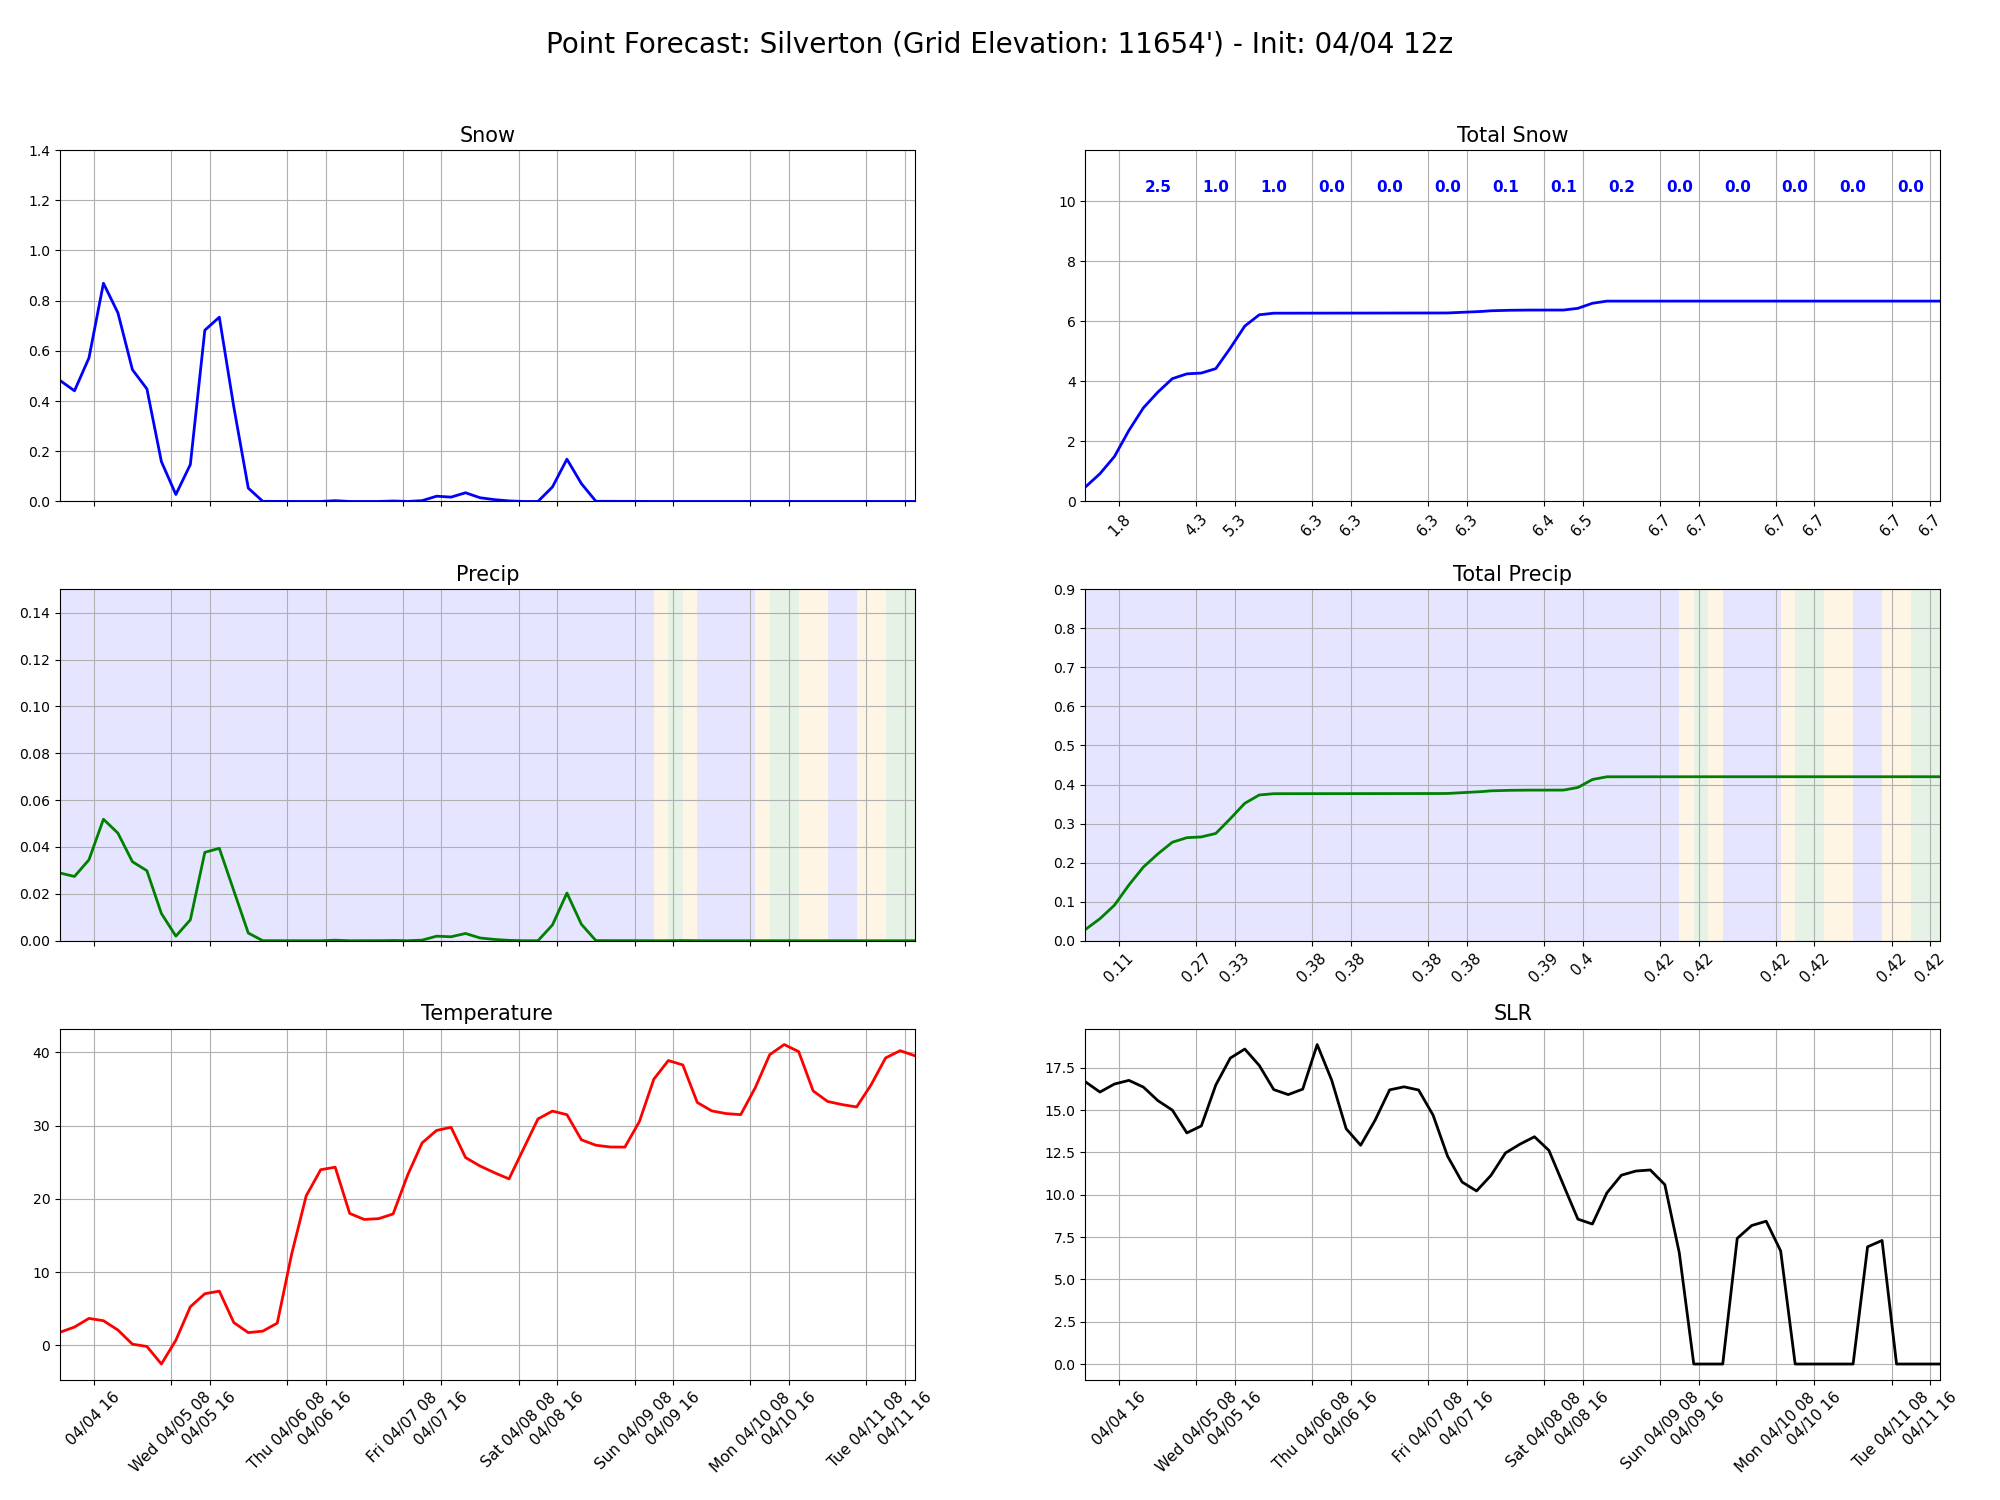 Point Forecast: Silverton (Grid Elevation: 11654') - Init: 04/04 12z
Snow
1.4
1.2
1.0
0.8
0.6
0.4
0.2
0.0
Total Snow
2.5 1.0 1.0 0.0 0.0 0.0 0.1 0.1 0.2 0.0 0.0 0.0 0.0 0.0
10
8
6
4
2
0
1.8 4.3 5.3 6.3 6.3 6.3 6.3 6.4 6.5 6.7 6.7 6.7 6.7 6.7 6.7
Precip
0.14
0.12
0.10
0.08
0.06
0.04
0.02
0.00
Total Precip
0.9
0.8
0.7
0.6
0.5
0.4
0.3
0.2
0.1
0.0
0.11 0.27 0.33 0.38 0.38 0.38 0.38 0.39 0.4 0.42 0.42 0.42 0.42 0.42 0.42
Temperature
40
30
20
10
0
04/04 16
Wed 04/05 08
04/05 16
Thu 04/06 08
04/06 16
Fri 04/07 08
04/07 16
Sat 04/08 08
04/08 16
Sun 04/09 08
04/09 16
Mon 04/10 08
04/10 16
Tue 04/11 08
04/11 16
SLR
17.5
15.0
12.5
10.0
7.5
5.0
2.5
0.0
04/04 16
Wed 04/05 08
04/05 16
Thu 04/06 08
04/06 16
Fri 04/07 08
04/07 16
Sat 04/08 08
04/08 16
Sun 04/09 08
04/09 16
Mon 04/10 08
04/10 16
Tue 04/11 08
04/11 16